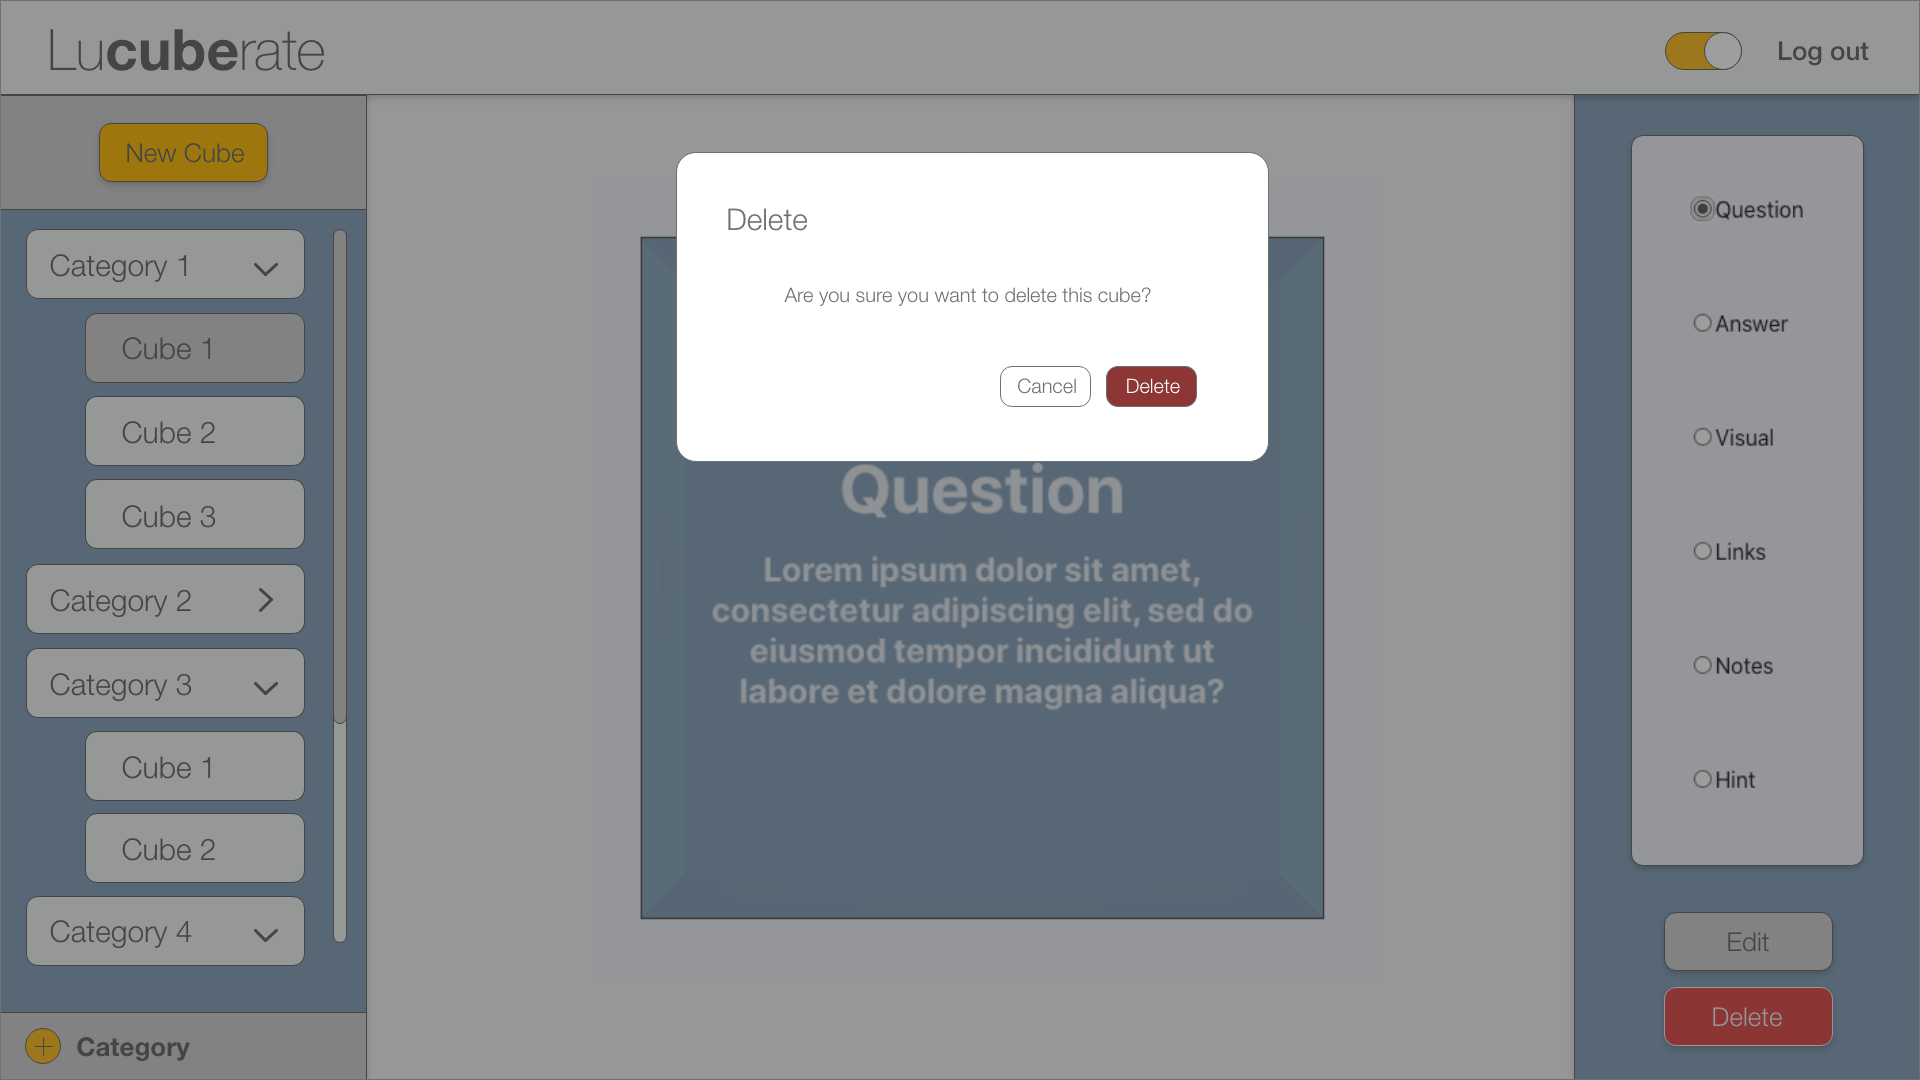 Lucuberate
Log out
New Cube
Category 1
Cube 1
Cube 2
Cube 3
Category 2
Category 3
Cube 1
Cube 2
Category 4
Category
Delete
Are you sure you want to delete this cube?
Cancel
Delete
Question
Lorem ipsum dolor sit amet,
consectetur adipiscing elit, sed do
eiusmod tempor incididunt ut
labore et dolore magna aliqua?
Question
Answer
Visual
Links
Notes
Hint
Edit
Delete